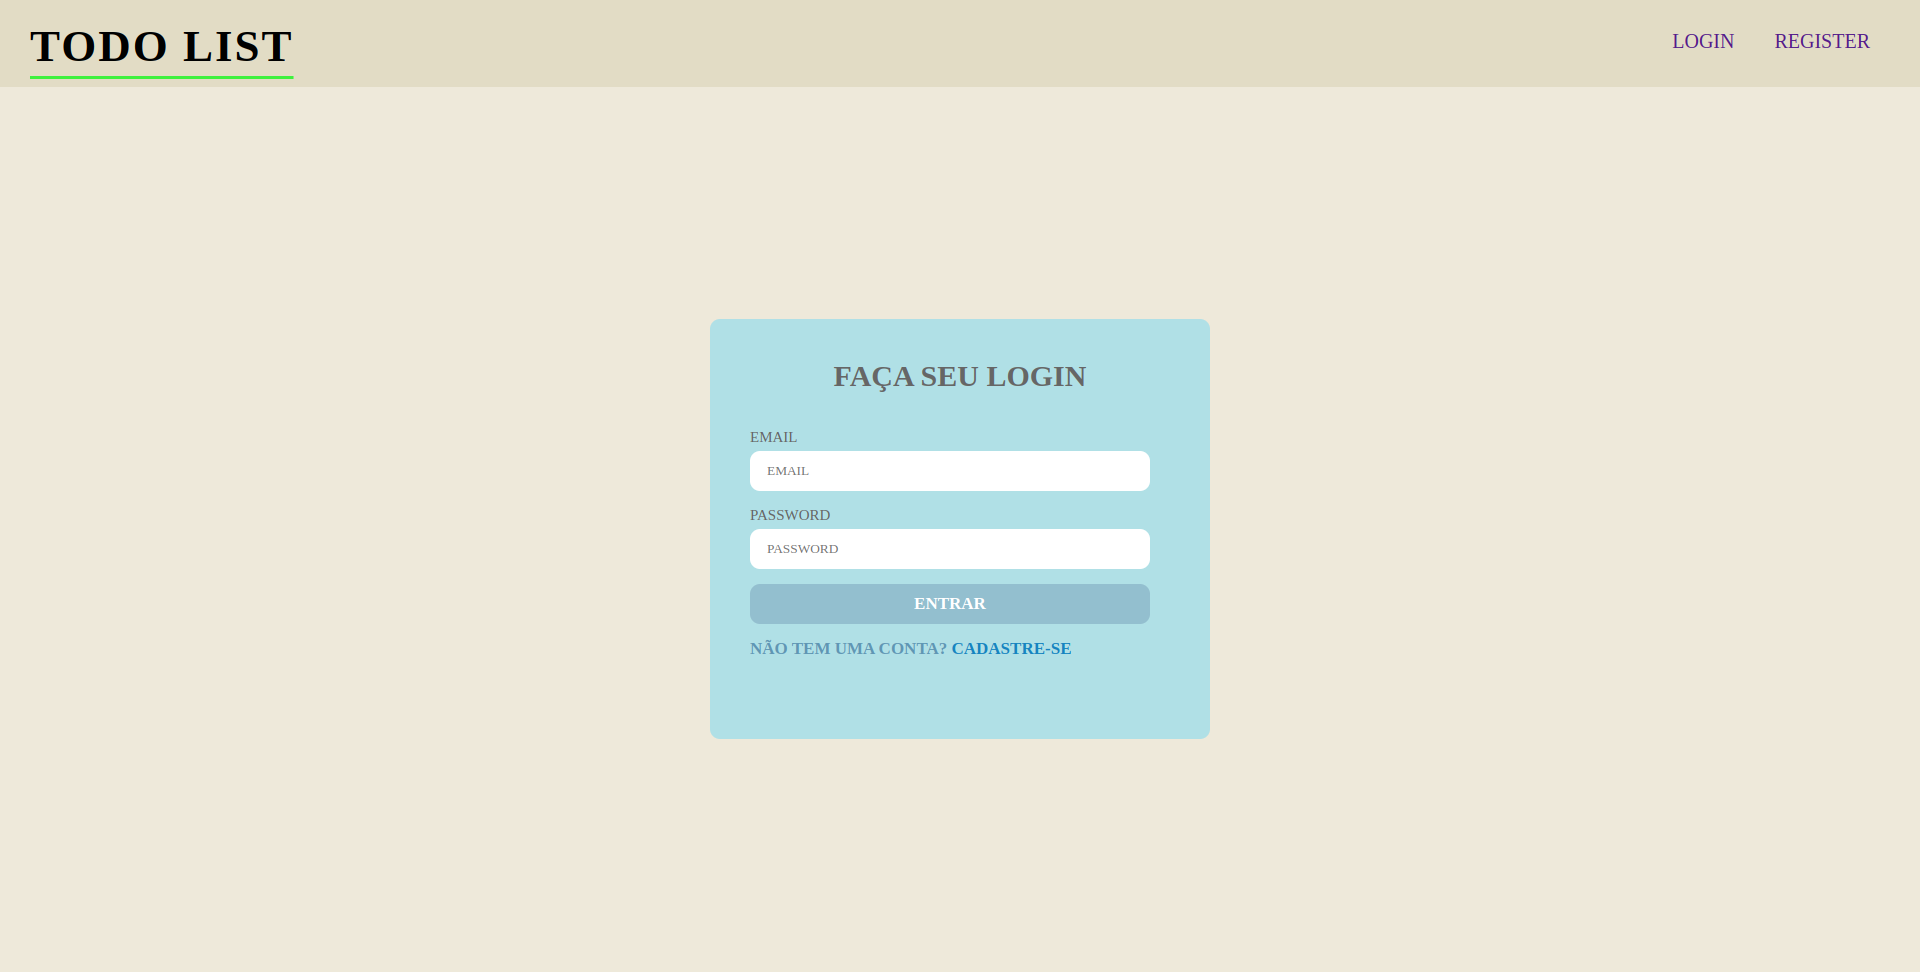 TODO LIST
LOGIN
REGISTER
FAÇA SEU LOGIN
EMAIL
EMAIL
PASSWORD
PASSWORD
ENTRAR
NÃO TEM UMA CONTA? CADASTRE-SE